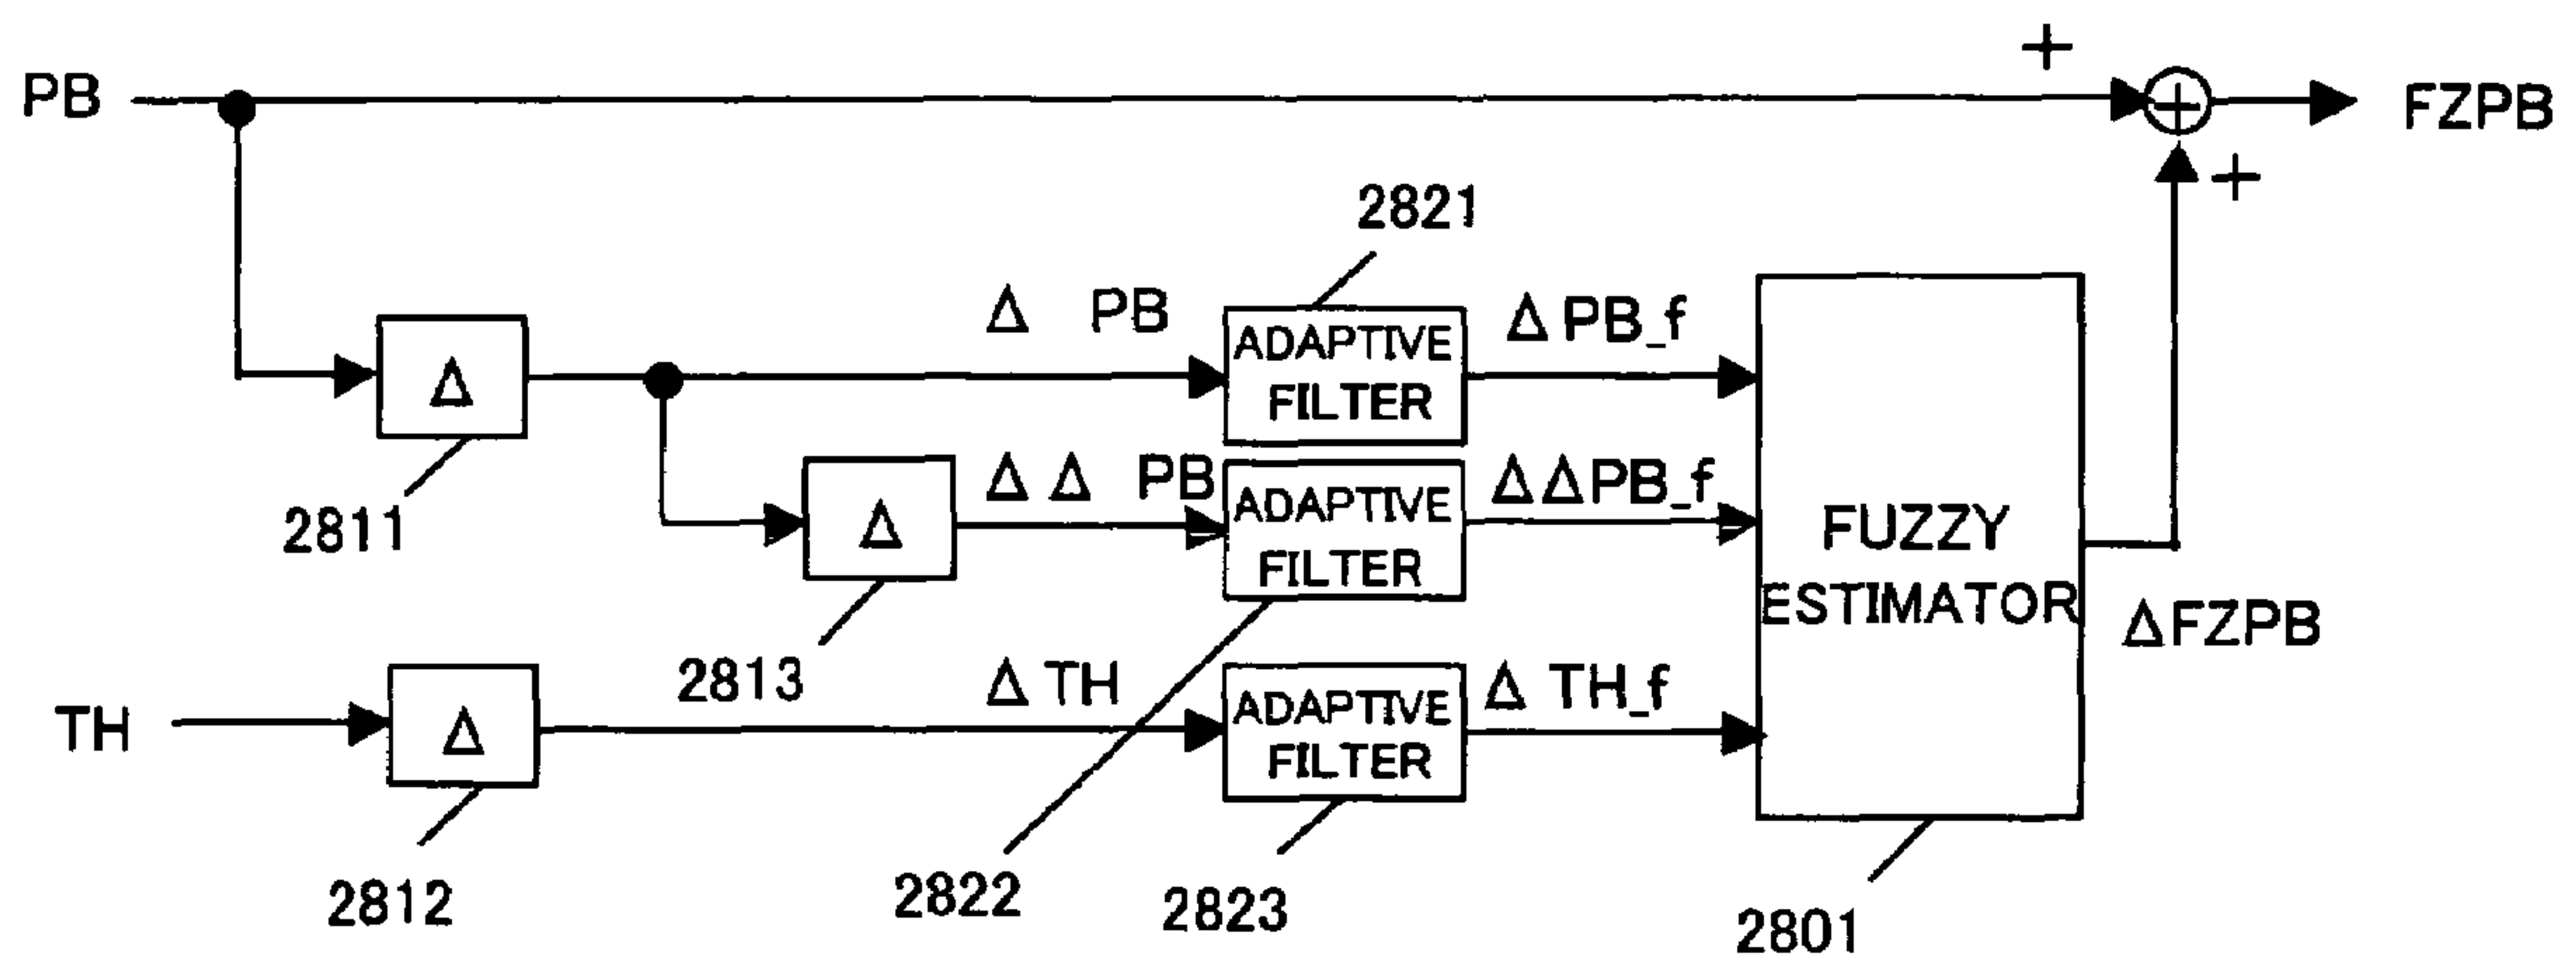 +
PB
+
FZPB
+
2821
Δ PB
ADAPTIVE
FILTER
ΔPB_f
Δ
2811
ΔΔ PB
ADAPTIVE
FILTER
ΔΔPB_f
Δ
2813
FUZZY
ESTIMATOR
ΔFZPB
TH
Δ
2812
ΔTH
ADAPTIVE
FILTER
Δ TH_f
2822
2823
2801